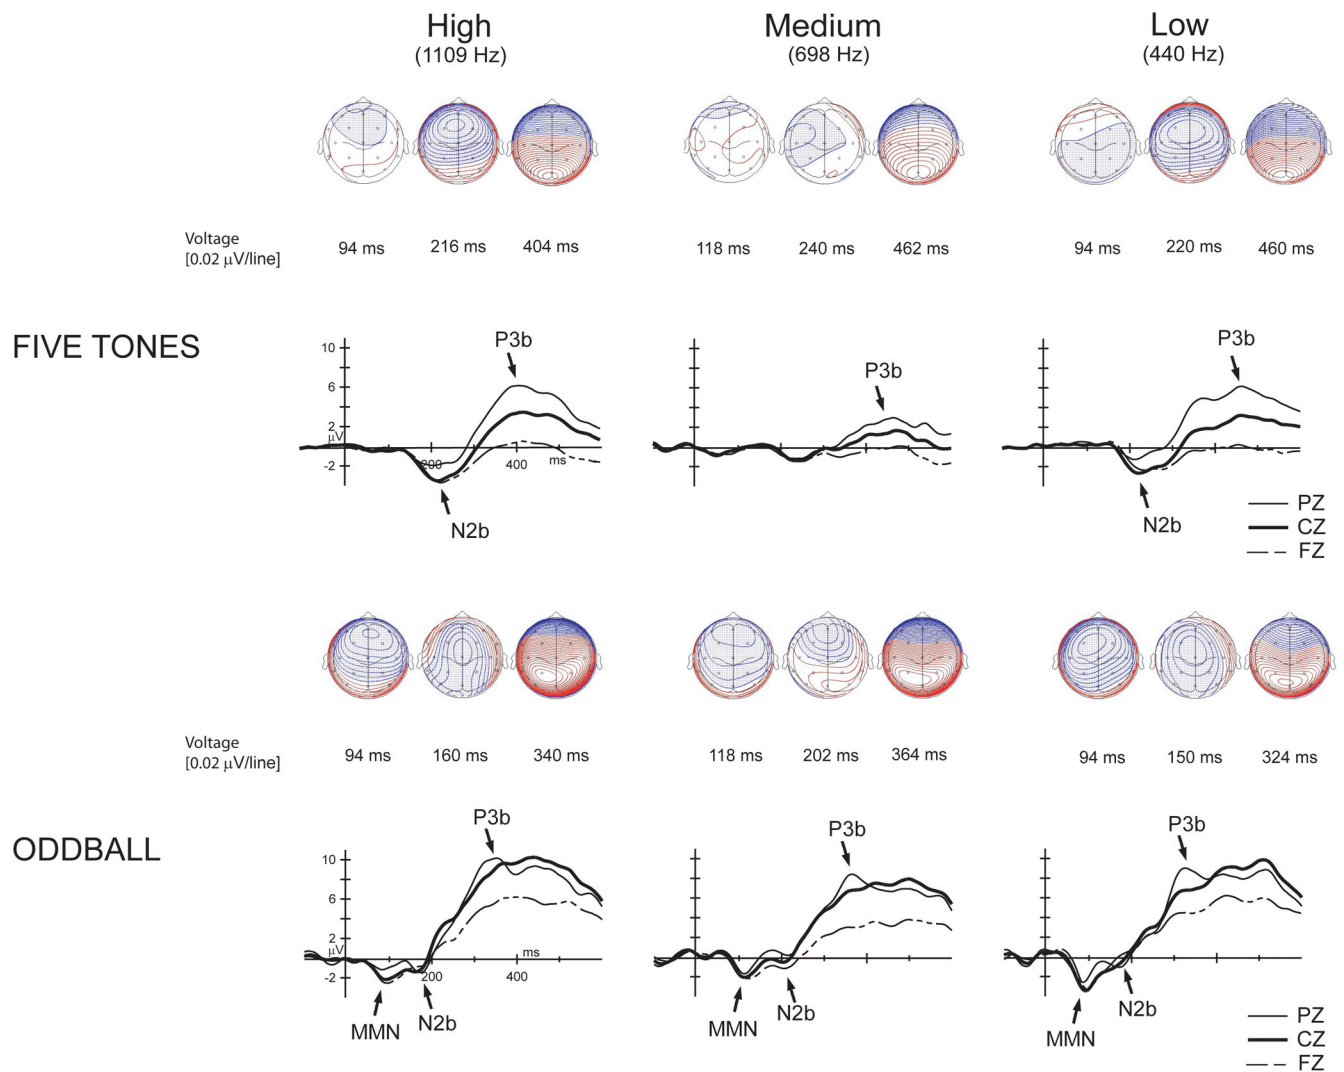 High
(1109 Hz)
Medium
(698 Hz)
Low
(440 Hz)
Voltage
[0.02 µV/line]
94 ms 216 ms 404 ms
118 ms 240 ms 462 ms
94 ms 220 ms 460 ms
FIVE TONES
10
6
2
µV
-2
200
400
ms
P3b
N2b
P3b
P3b
N2b
PZ
CZ
FZ
Voltage
[0.02 µV/line]
94 ms 160 ms 340 ms
118 ms 202 ms 364 ms
94 ms 150 ms 324 ms
ODDBALL
10
6
2
µV
-2
200
400
ms
P3b
MMN
N2b
P3b
MMN
N2b
P3b
MMN
N2b
PZ
CZ
FZ